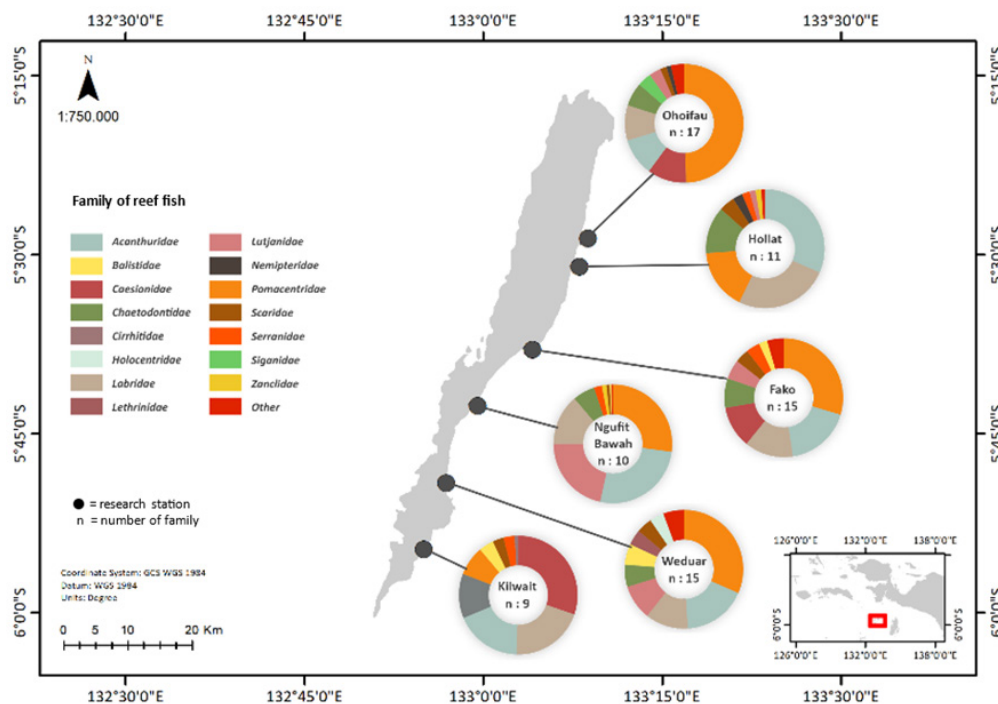 132°30'0"E 132°45'0"E 133°0'0"E 133°15'0"E 133°30'0"E
5°15'0"S
5°15'0"S
N
1:750.000
Ohoifau
n : 17
Family of reef fish
Acanthuridae
Balistidae
Caesionidae
Chaetodontidae
Cirrhitidae
Holocentridae
Labridae
Lethrinidae
Lutjanidae
Nemipteridae
Pomacentridae
Scaridae
Serranidae
Siganidae
Zanclidae
Other
Hollat
n : 11
5°30'0"S
5°30'0"S
Fako
n : 15
Ngufit
Bawah
n : 10
5°45'0"S
5°45'0"S
= research station
n = number of family
Weduar
n : 15
Kilwait
n : 9
Coordinate System: GCS WGS 1984
Datum: WGS 1984
Units: Degree
0 5 10 20 Km
6°0'0"S
6°0'0"S
126°0'0"E 132°0'0"E 138°0'0"E
6°0'0"S
6°0'0"S
126°0'0"E 132°0'0"E 138°0'0"E
132°30'0"E 132°45'0"E 133°0'0"E 133°15'0"E 133°30'0"E